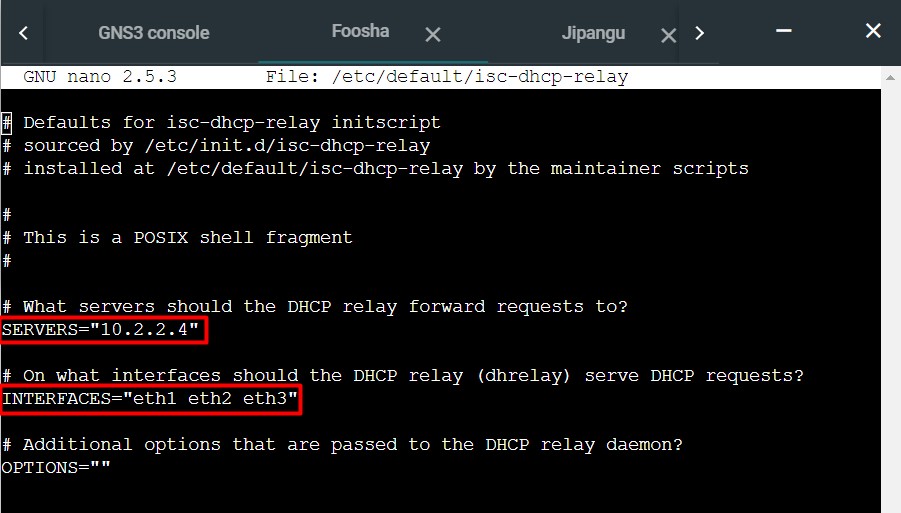 GNS3 console Foosha Jipangu
GNU nano 2.5.3 File: /etc/default/isc-dhcp-relay
# Defaults for isc-dhcp-relay initscript
# sourced by /etc/init.d/isc-dhcp-relay
# installed at /etc/default/isc-dhcp-relay by the maintainer scripts
#
# This is a POSIX shell fragment
#
# What servers should the DHCP relay forward requests to?
SERVERS="10.2.2.4"
# On what interfaces should the DHCP relay (dhrelay) serve DHCP requests?
INTERFACES="eth1 eth2 eth3"
# Additional options that are passed to the DHCP relay daemon?
OPTIONS=""